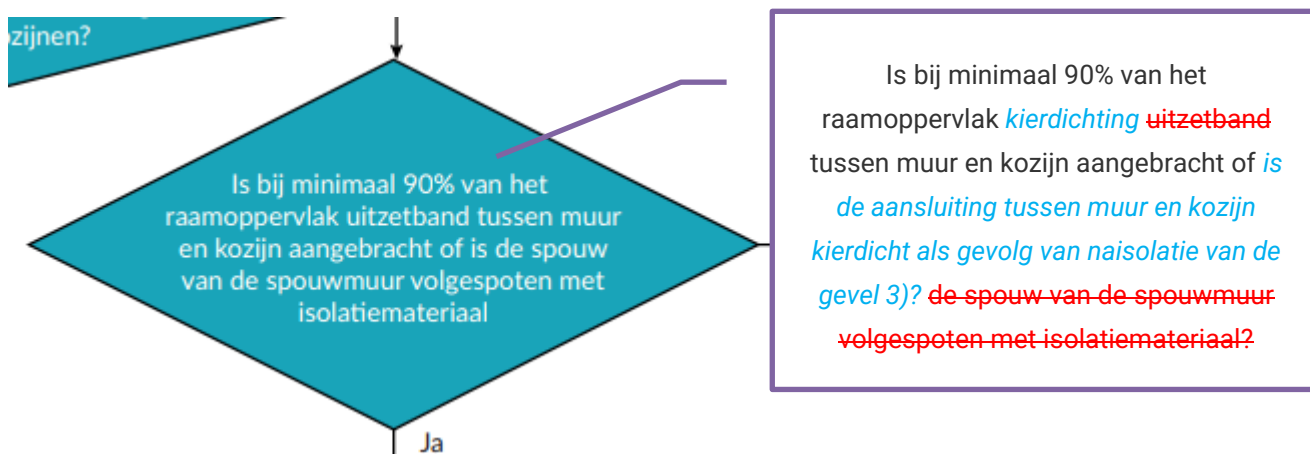 ozijnen?
Is bij minimaal 90% van het
raamoppervlak uitzetband tussen muur
en kozijn aangebracht of is de spouw
van de spouwmuur volgespoten met
isolatiemateriaal
Ja
Is bij minimaal 90% van het
raamoppervlak kierdichting uitzetband
tussen muur en kozijn aangebracht of is
de aansluiting tussen muur en kozijn
kierdicht als gevolg van naisolatie van de
gevel 3)? de spouw van de spouwmuur
volgespoten met isolatiemateriaal?